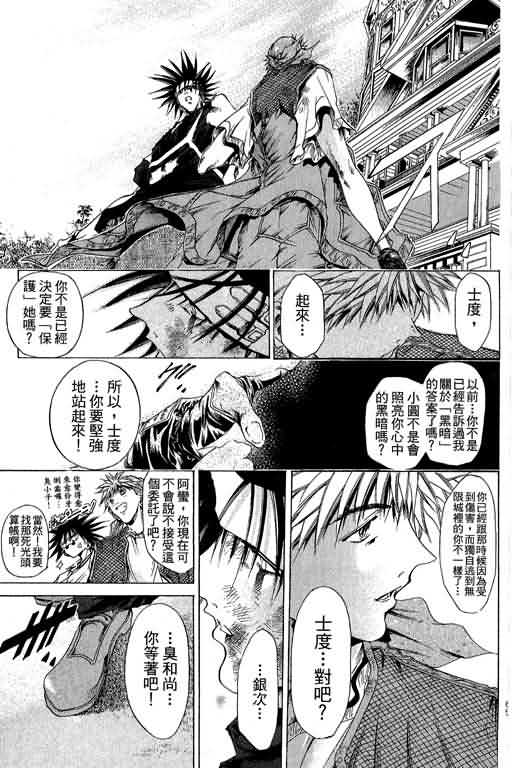 士度，
起來…
你不是已經
決定要「保
護」她嗎？
以前…你不是
已經告訴過我
關於「黑暗」
的答案了嗎？
小圓不是會
照亮你心中
的黑暗嗎？
所以，士度
…你要堅強
地站起來！
你已經跟那時候因為受
到傷害，而獨自逃到無
限城裡的你不一樣了…
士度…對吧？
…銀次…
阿蠻，你現在可
不會說不接受這
個委託了吧？
當然！我要
找那死光頭
算帳啊！
…臭和尚…
你等著吧！